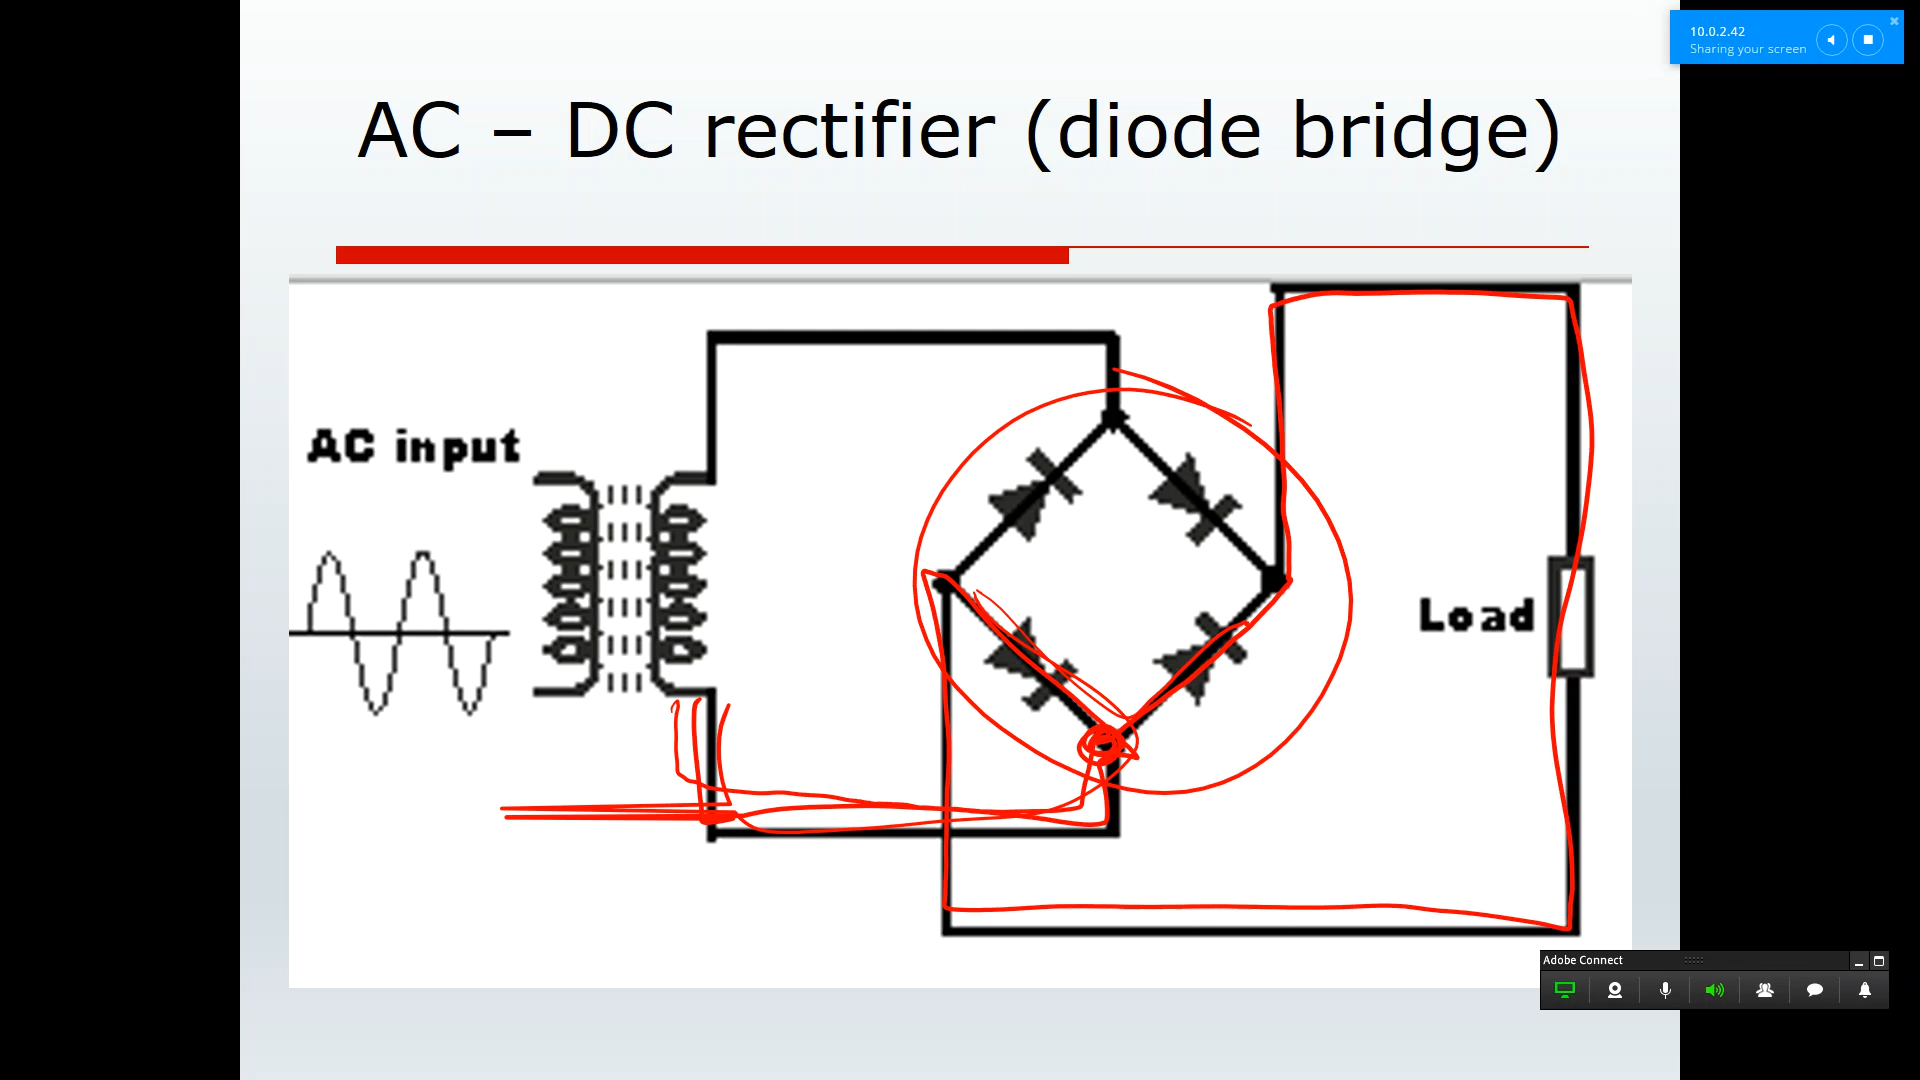 10.0.2.42
Sharing your screen
AC – DC rectifier (diode bridge)
AC input
Load
Adobe Connect